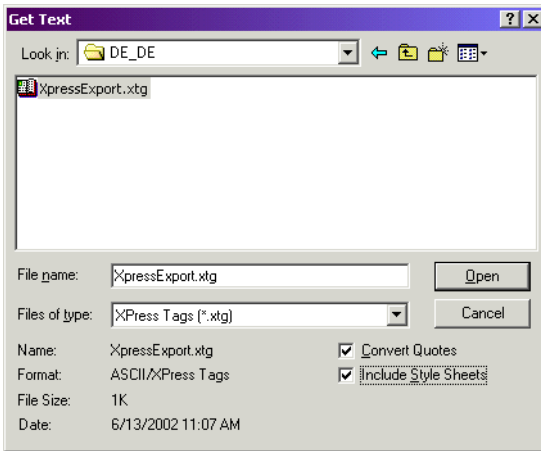 Get Text
Look in: DE_DE
XpressExport.xtg
File name: XpressExport.xtg Open
Files of type: XPress Tags (*.xtg) Cancel
Name: XpressExport.xtg Convert Quotes
Format: ASCII/XPress Tags Include Style Sheets
File Size: 1K
Date: 6/13/2002 11:07 AM